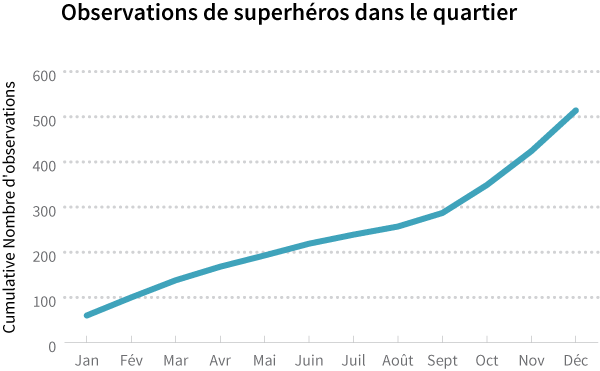 Observations de superhéros dans le quartier
Cumulative Nombre d'observations
600
500
400
300
200
100
0
Jan Fév Mar Avr Mai Juin Juil Août Sept Oct Nov Déc